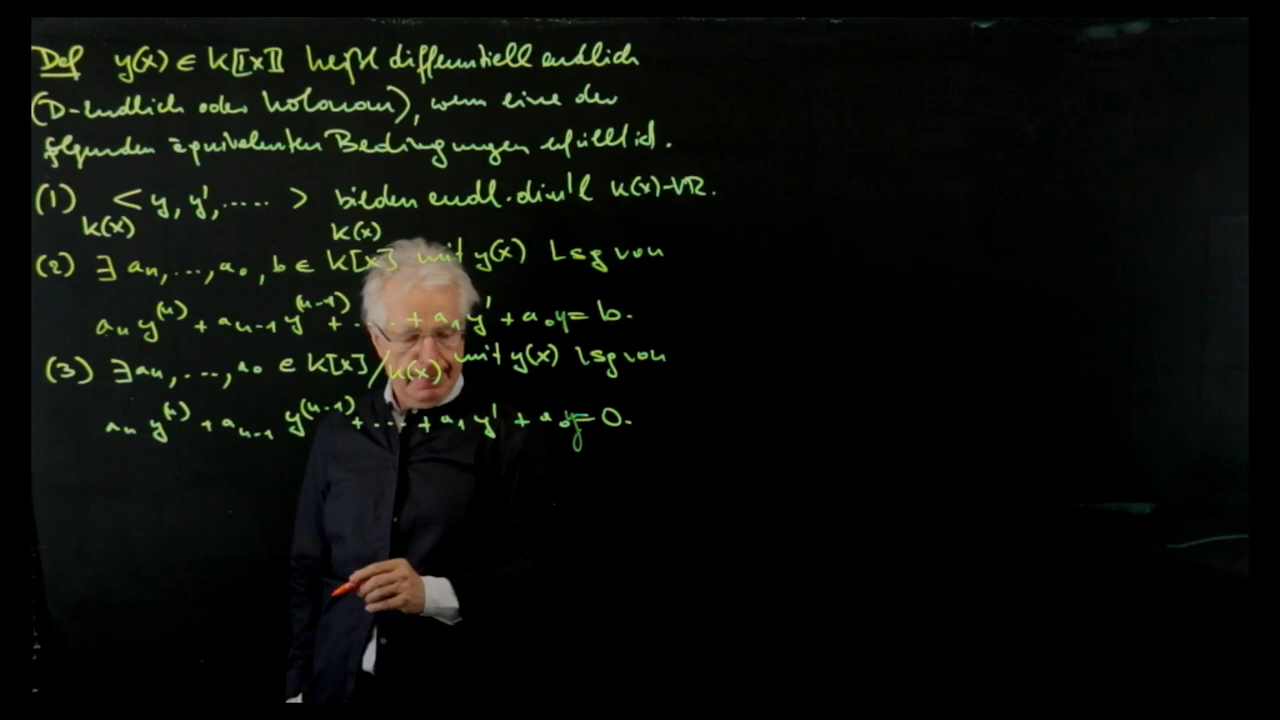 Def y(x) ∈ k[[x]] heißt differentiell endlich
(D-endlich oder holonom), wenn eine der
folgenden äquivalenten Bedingungen erfüllt ist.
(1) < y, y', ..... > bilden endl. dim'l k(x)-VR.
k(x) k(x)
(2) ∃ aₙ, ..., a₀, b ∈ k[x] mit y(x) Lsg von
aₙ y⁽ⁿ⁾ + aₙ₋₁ y⁽ⁿ⁻¹⁾ + ... + a₁ y' + a₀y = b.
(3) ∃ aₙ, ..., a₀ ∈ k[x]/k(x) mit y(x) Lsg von
aₙ y⁽ⁿ⁾ + aₙ₋₁ y⁽ⁿ⁻¹⁾ + ... + a₁ y' + a₀y = 0.